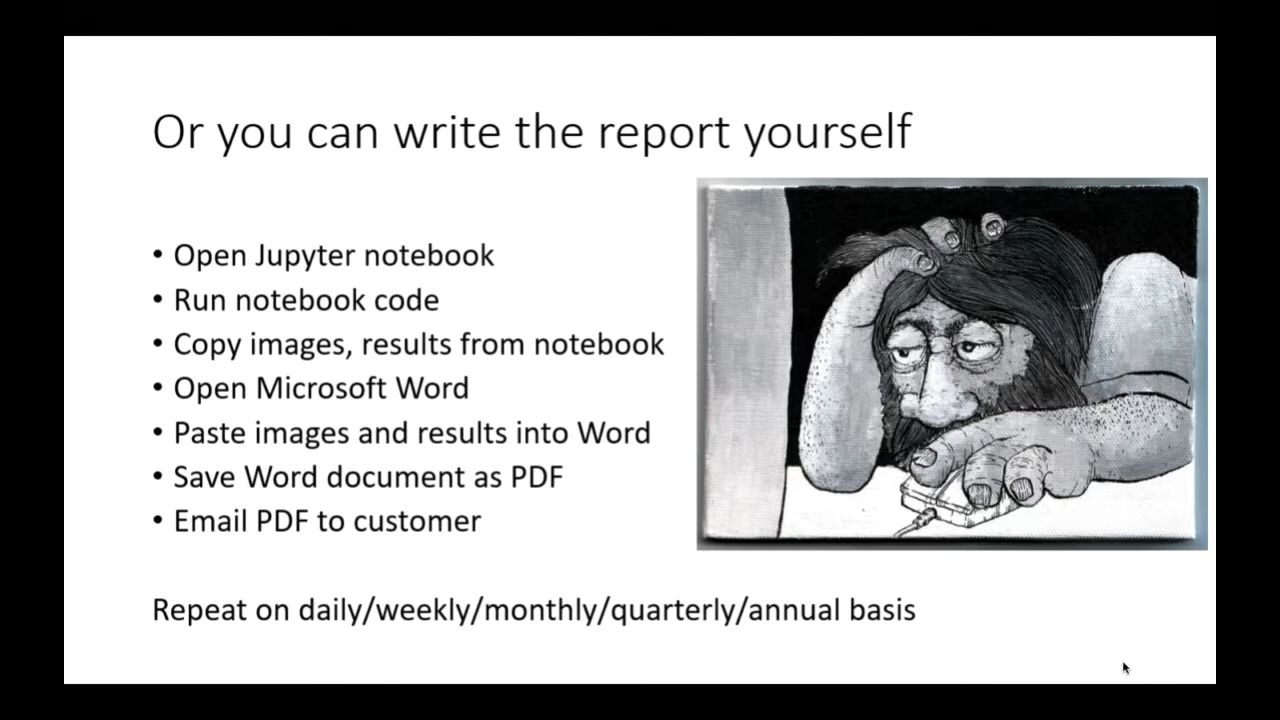 Or you can write the report yourself
• Open Jupyter notebook
• Run notebook code
• Copy images, results from notebook
• Open Microsoft Word
• Paste images and results into Word
• Save Word document as PDF
• Email PDF to customer
Repeat on daily/weekly/monthly/quarterly/annual basis